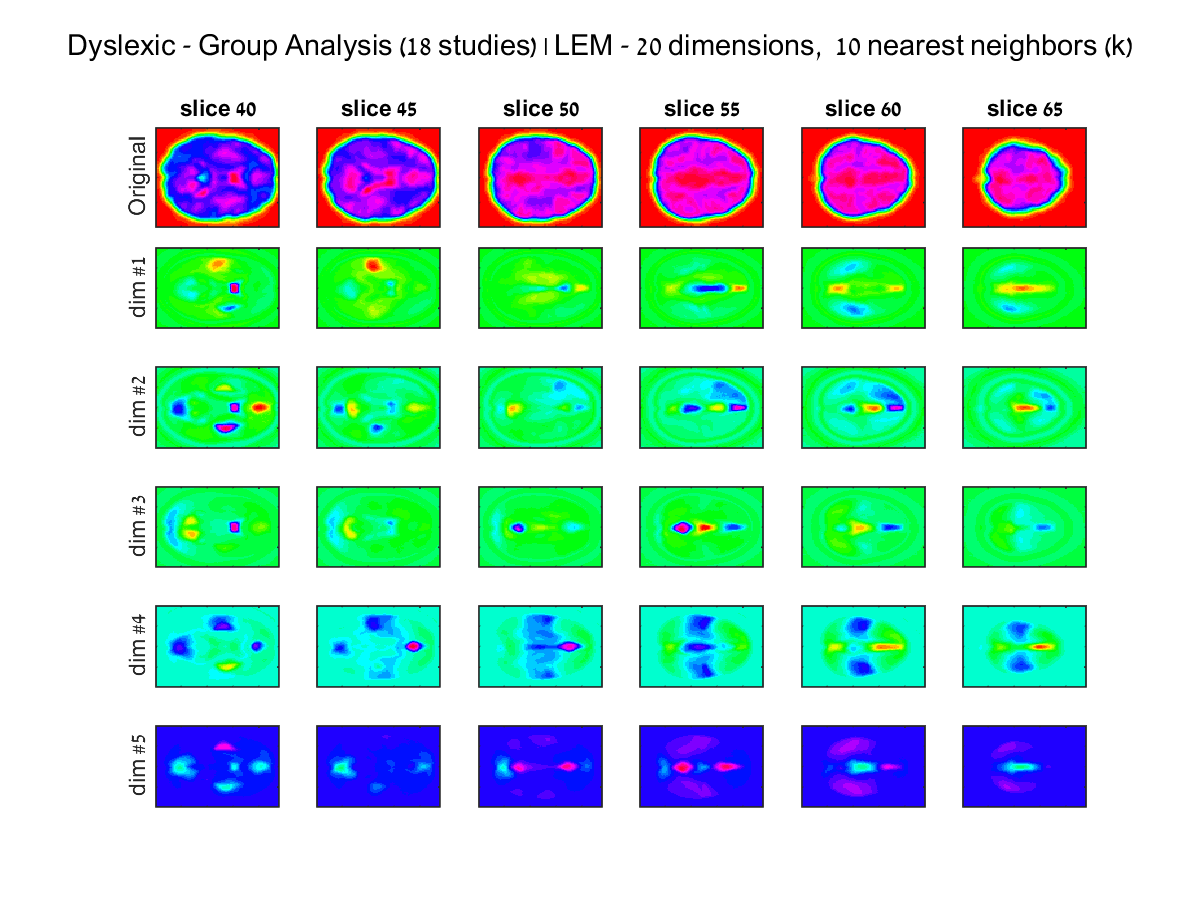 Dyslexic - Group Analysis (18 studies) | LEM - 20 dimensions, 10 nearest neighbors (k)
slice 40 slice 45 slice 50 slice 55 slice 60 slice 65
Original
dim #1
dim #2
dim #3
dim #4
dim #5